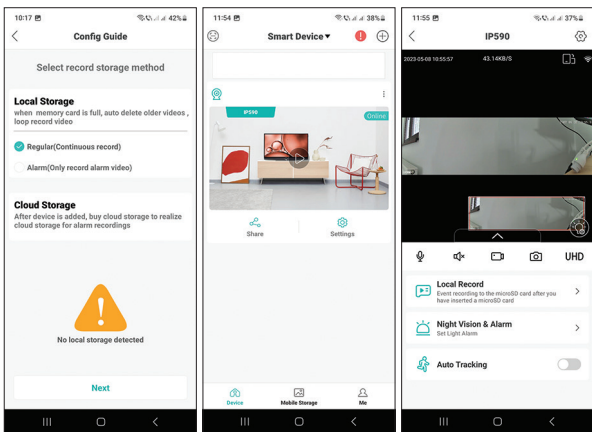 10:17
42%
Config Guide
Select record storage method
Local Storage
when memory card is full, auto delete older videos ,
loop record video
Regular(Continuous record)
Alarm(Only record alarm video)
Cloud Storage
After device is added, buy cloud storage to realize
cloud storage for alarm recordings
No local storage detected
Next
11:54
38%
Smart Device
IP590
Online
Share
Settings
Device
Mobile Storage
Me
11:55
37%
IP590
2023-05-08 10:55:57
43.14KB/S
UHD
Local Record
Event recording to the microSD card after you
have inserted a microSD card
Night Vision & Alarm
Set Light Alarm
Auto Tracking